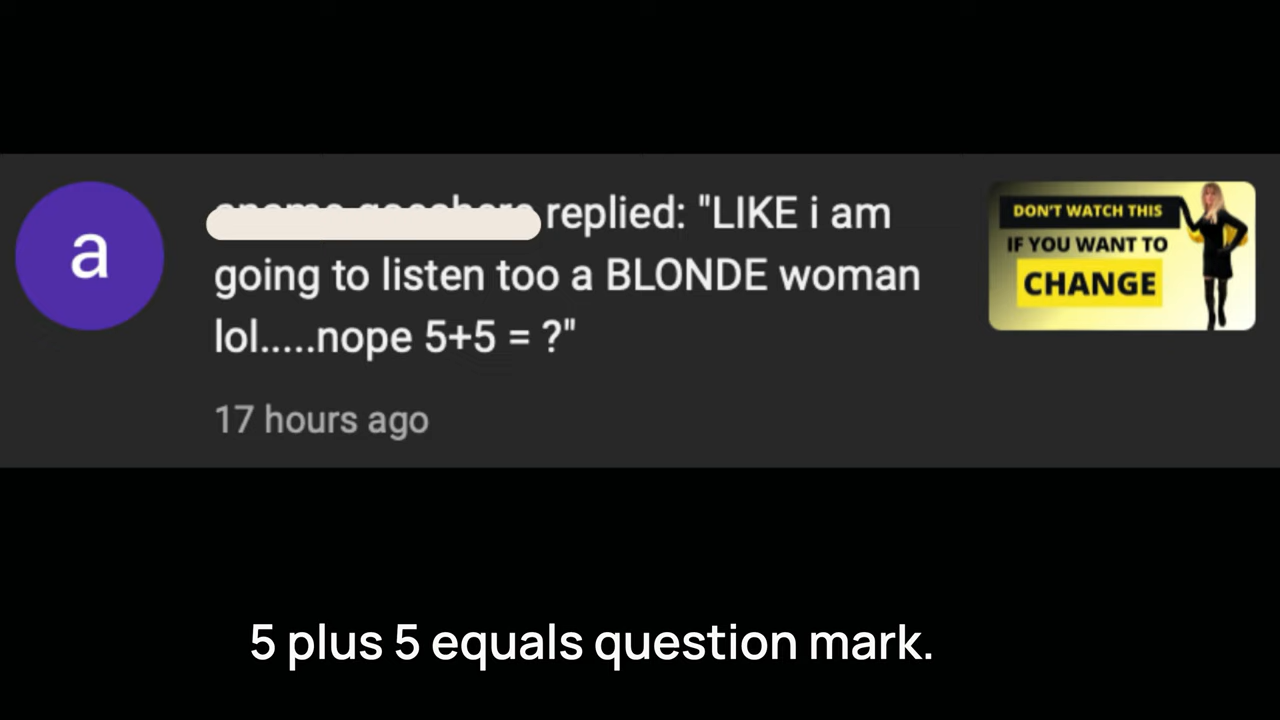 a
replied: "LIKE i am
going to listen too a BLONDE woman
lol.....nope 5+5 = ?"
17 hours ago
DON'T WATCH THIS
IF YOU WANT TO
CHANGE
5 plus 5 equals question mark.